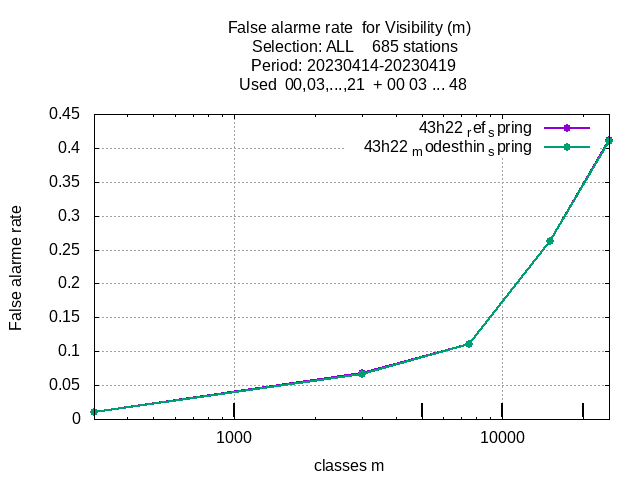 False alarme rate  for Visibility (m)
Selection: ALL    685 stations
Period: 20230414-20230419
Used  00,03,...,21  + 00 03 ... 48
0.45
0.4
0.35
0.3
0.25
0.2
0.15
0.1
0.05
0
False alarme rate
43h22 ref spring
43h22 modesthin spring
1000
10000
classes m